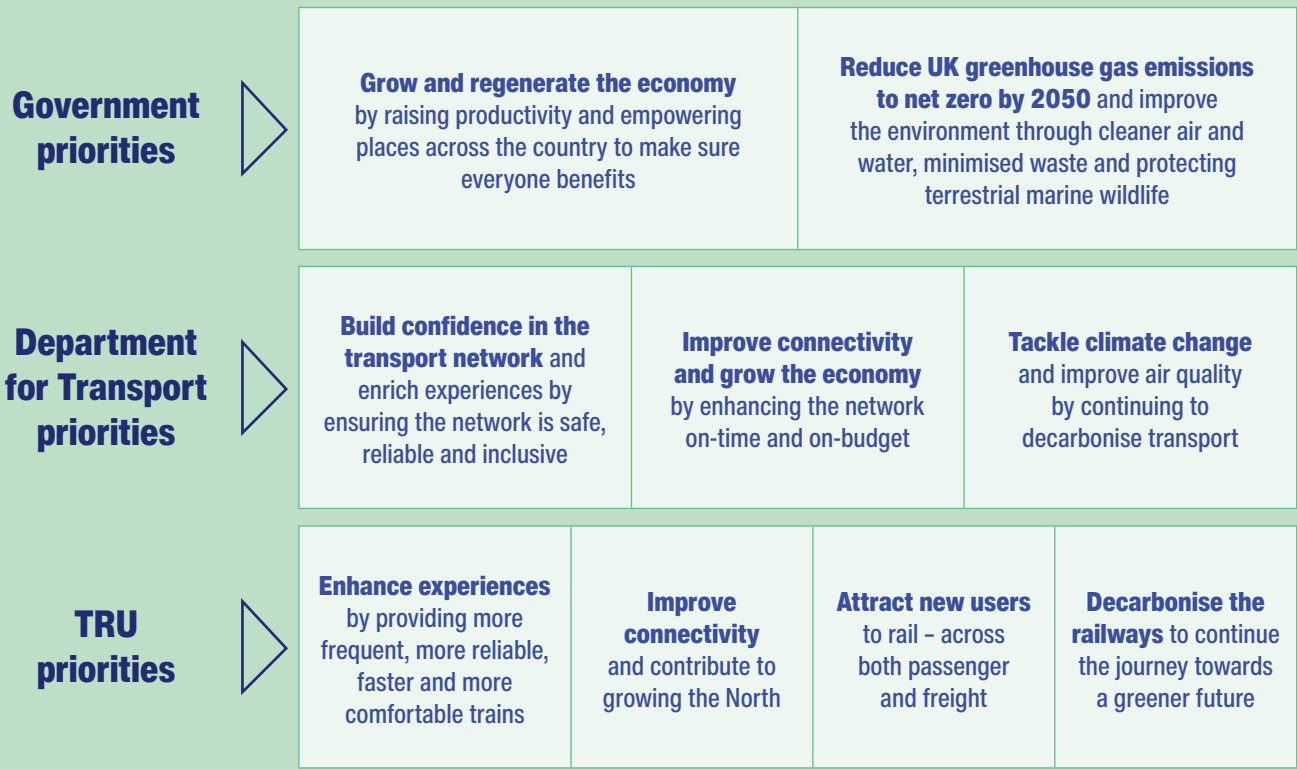 Government
priorities
Grow and regenerate the economy
by raising productivity and empowering
places across the country to make sure
everyone benefits
Reduce UK greenhouse gas emissions
to net zero by 2050 and improve
the environment through cleaner air and
water, minimised waste and protecting
terrestrial marine wildlife
Department
for Transport
priorities
Build confidence in the
transport network and
enrich experiences by
ensuring the network is safe,
reliable and inclusive
Improve connectivity
and grow the economy
by enhancing the network
on-time and on-budget
Tackle climate change
and improve air quality
by continuing to
decarbonise transport
TRU
priorities
Enhance experiences
by providing more
frequent, more reliable,
faster and more
comfortable trains
Improve
connectivity
and contribute to
growing the North
Attract new users
to rail – across
both passenger
and freight
Decarbonise the
railways to continue
the journey towards
a greener future